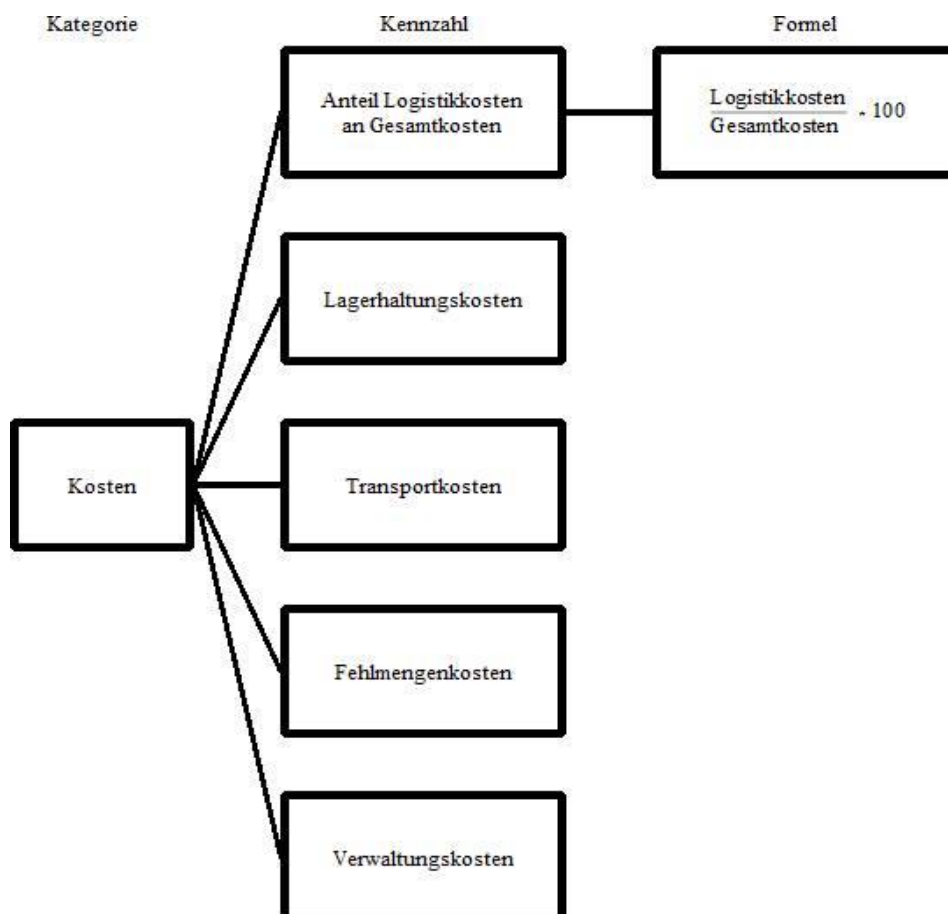 Kategorie
Kennzahl
Formel
Anteil Logistikkosten
an Gesamtkosten
Logistikkosten
Gesamtkosten
- 100
Lagerhaltungskosten
Kosten
Transportkosten
Fehlmengenkosten
Verwaltungskosten